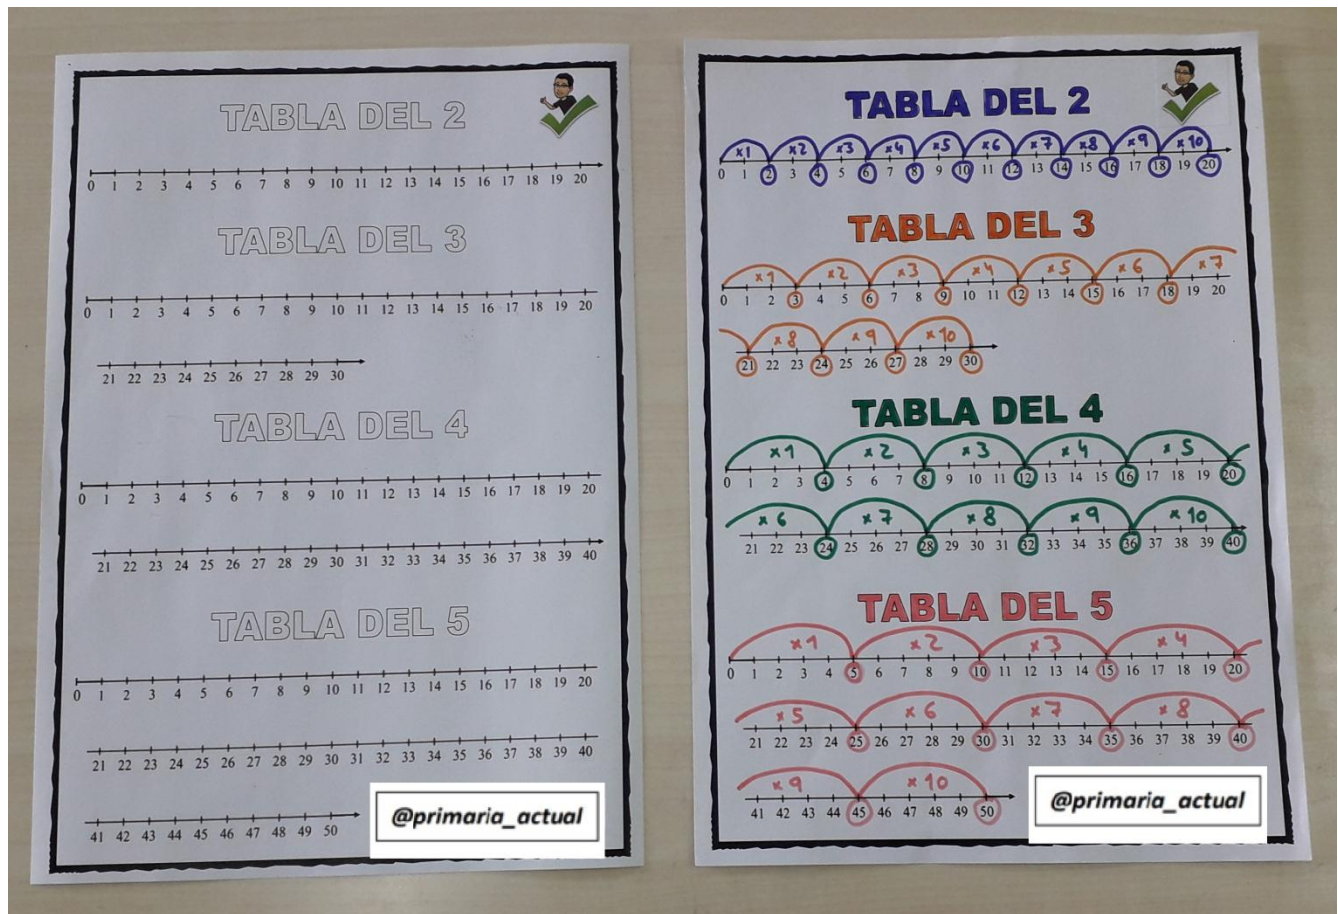 TABLA DEL 2
0 1 2 3 4 5 6 7 8 9 10 11 12 13 14 15 16 17 18 19 20
TABLA DEL 3
0 1 2 3 4 5 6 7 8 9 10 11 12 13 14 15 16 17 18 19 20
21 22 23 24 25 26 27 28 29 30
TABLA DEL 4
0 1 2 3 4 5 6 7 8 9 10 11 12 13 14 15 16 17 18 19 20
21 22 23 24 25 26 27 28 29 30 31 32 33 34 35 36 37 38 39 40
TABLA DEL 5
0 1 2 3 4 5 6 7 8 9 10 11 12 13 14 15 16 17 18 19 20
21 22 23 24 25 26 27 28 29 30 31 32 33 34 35 36 37 38 39 40
41 42 43 44 45 46 47 48 49 50
@primaria_actual
TABLA DEL 2
x1 x2 x3 x4 x5 x6 x7 x8 x9 x10
0 1 2 3 4 5 6 7 8 9 10 11 12 13 14 15 16 17 18 19 20
TABLA DEL 3
x1 x2 x3 x4 x5 x6 x7
0 1 2 3 4 5 6 7 8 9 10 11 12 13 14 15 16 17 18 19 20
x8 x9 x10
21 22 23 24 25 26 27 28 29 30
TABLA DEL 4
x1 x2 x3 x4 x5
0 1 2 3 4 5 6 7 8 9 10 11 12 13 14 15 16 17 18 19 20
x6 x7 x8 x9 x10
21 22 23 24 25 26 27 28 29 30 31 32 33 34 35 36 37 38 39 40
TABLA DEL 5
x1 x2 x3 x4
0 1 2 3 4 5 6 7 8 9 10 11 12 13 14 15 16 17 18 19 20
x5 x6 x7 x8
21 22 23 24 25 26 27 28 29 30 31 32 33 34 35 36 37 38 39 40
x9 x10
41 42 43 44 45 46 47 48 49 50
@primaria_actual